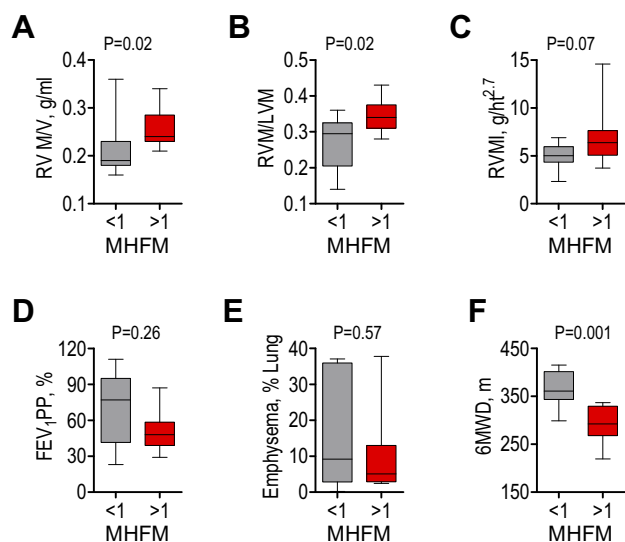 A
P=0.02
RV M/V, g/ml
0.4
0.3
0.2
0.1
<1
>1
MHFM
B
P=0.02
RVM/LVM
0.5
0.4
0.3
0.2
0.1
<1
>1
MHFM
C
P=0.07
RVMI, g/ht^2.7
15
10
5
0
<1
>1
MHFM
D
P=0.26
FEV₁PP, %
120
90
60
30
0
<1
>1
MHFM
E
P=0.57
Emphysema, % Lung
40
30
20
10
0
<1
>1
MHFM
F
P=0.001
6MWD, m
450
350
250
150
<1
>1
MHFM